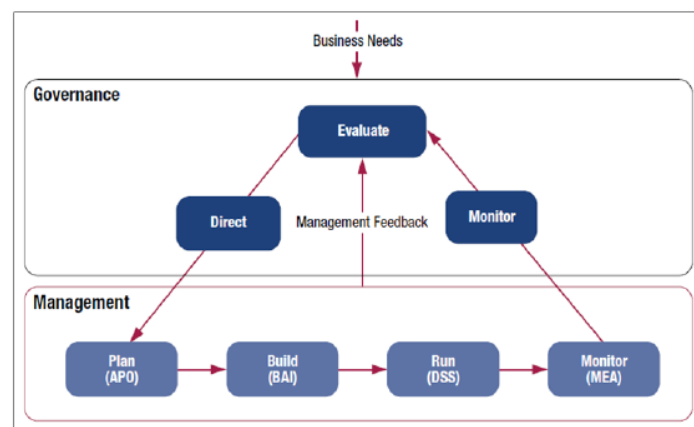 Business Needs
Governance
Evaluate
Direct
Management Feedback
Monitor
Management
Plan
(APO)
Build
(BAI)
Run
(DSS)
Monitor
(MEA)